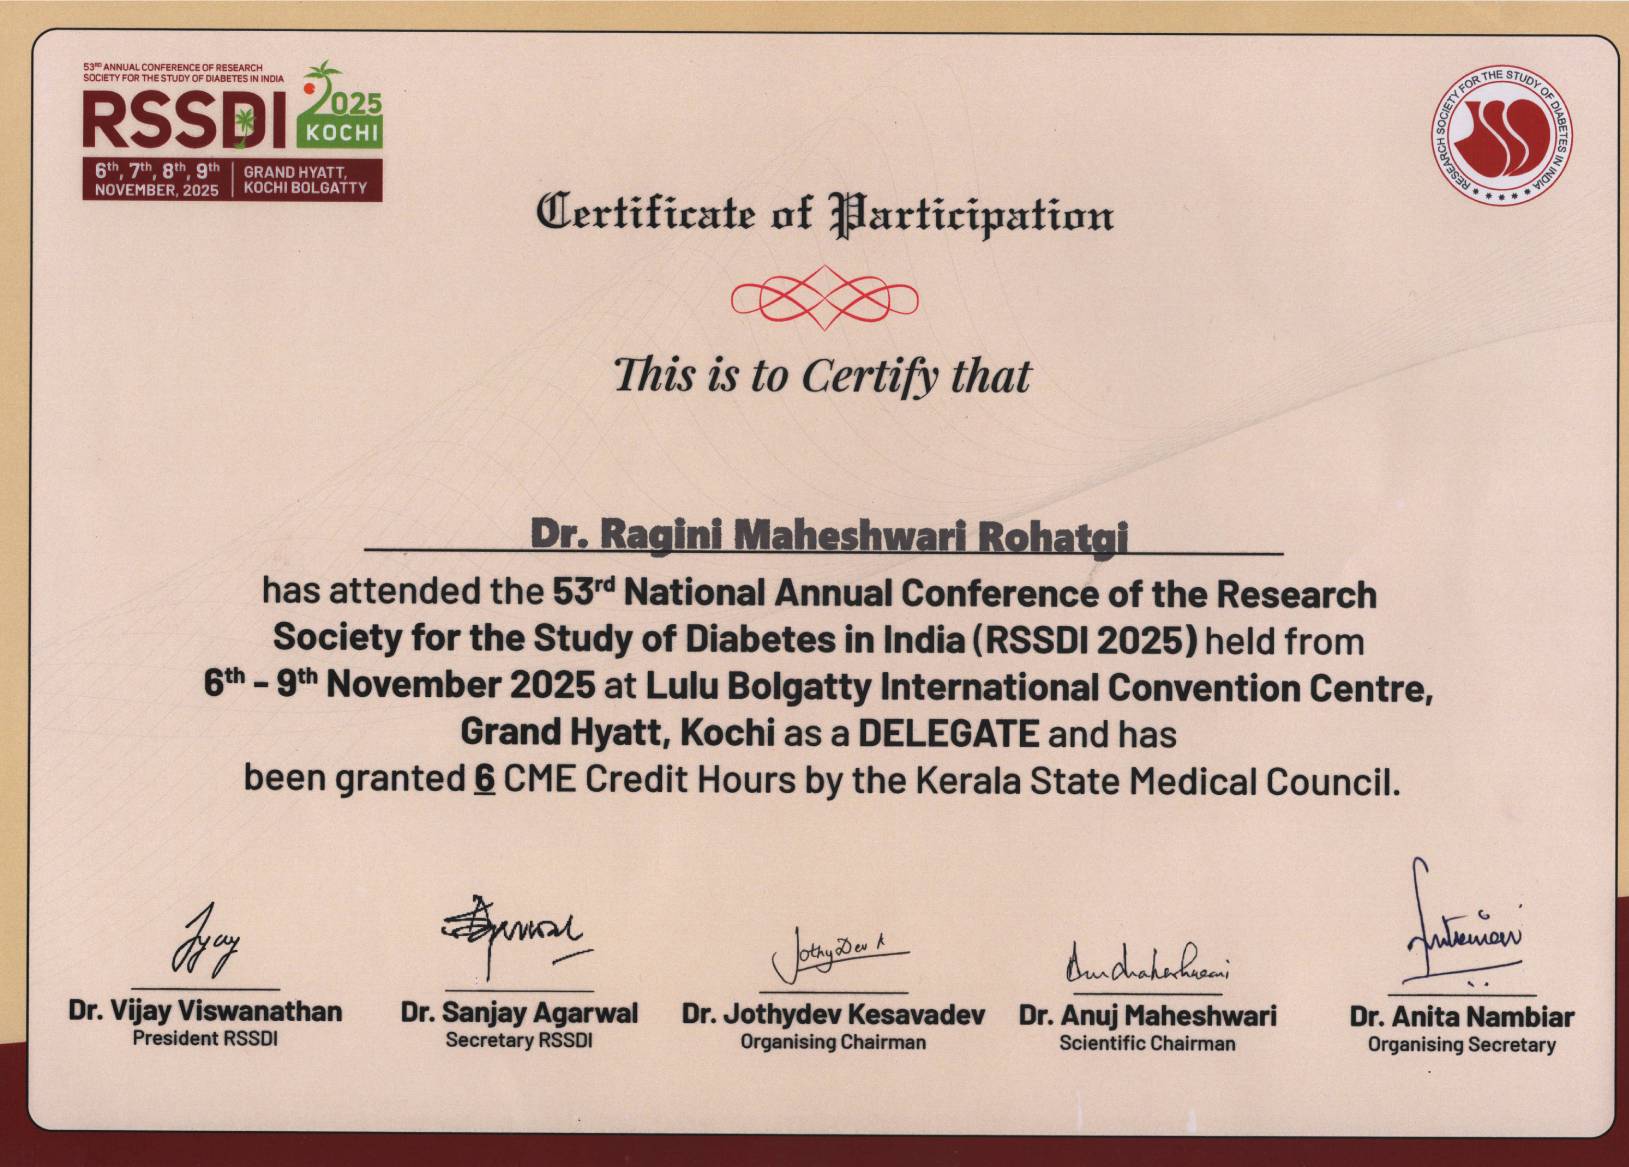 53RD ANNUAL CONFERENCE OF RESEARCH
SOCIETY FOR THE STUDY OF DIABETES IN INDIA
RSSDI 2025
KOCHI
6th, 7th, 8th, 9th
NOVEMBER, 2025
GRAND HYATT,
KOCHI BOLGATTY
RESEARCH SOCIETY FOR THE STUDY OF DIABETES IN INDIA
Certificate of Participation
This is to Certify that
Dr. Ragini Maheshwari Rohatgi
has attended the 53rd National Annual Conference of the Research
Society for the Study of Diabetes in India (RSSDI 2025) held from
6th - 9th November 2025 at Lulu Bolgatty International Convention Centre,
Grand Hyatt, Kochi as a DELEGATE and has
been granted 6 CME Credit Hours by the Kerala State Medical Council.
Dr. Vijay Viswanathan
President RSSDI
Dr. Sanjay Agarwal
Secretary RSSDI
JothyDev K
Dr. Jothydev Kesavadev
Organising Chairman
Dr. Anuj Maheshwari
Scientific Chairman
Dr. Anita Nambiar
Organising Secretary